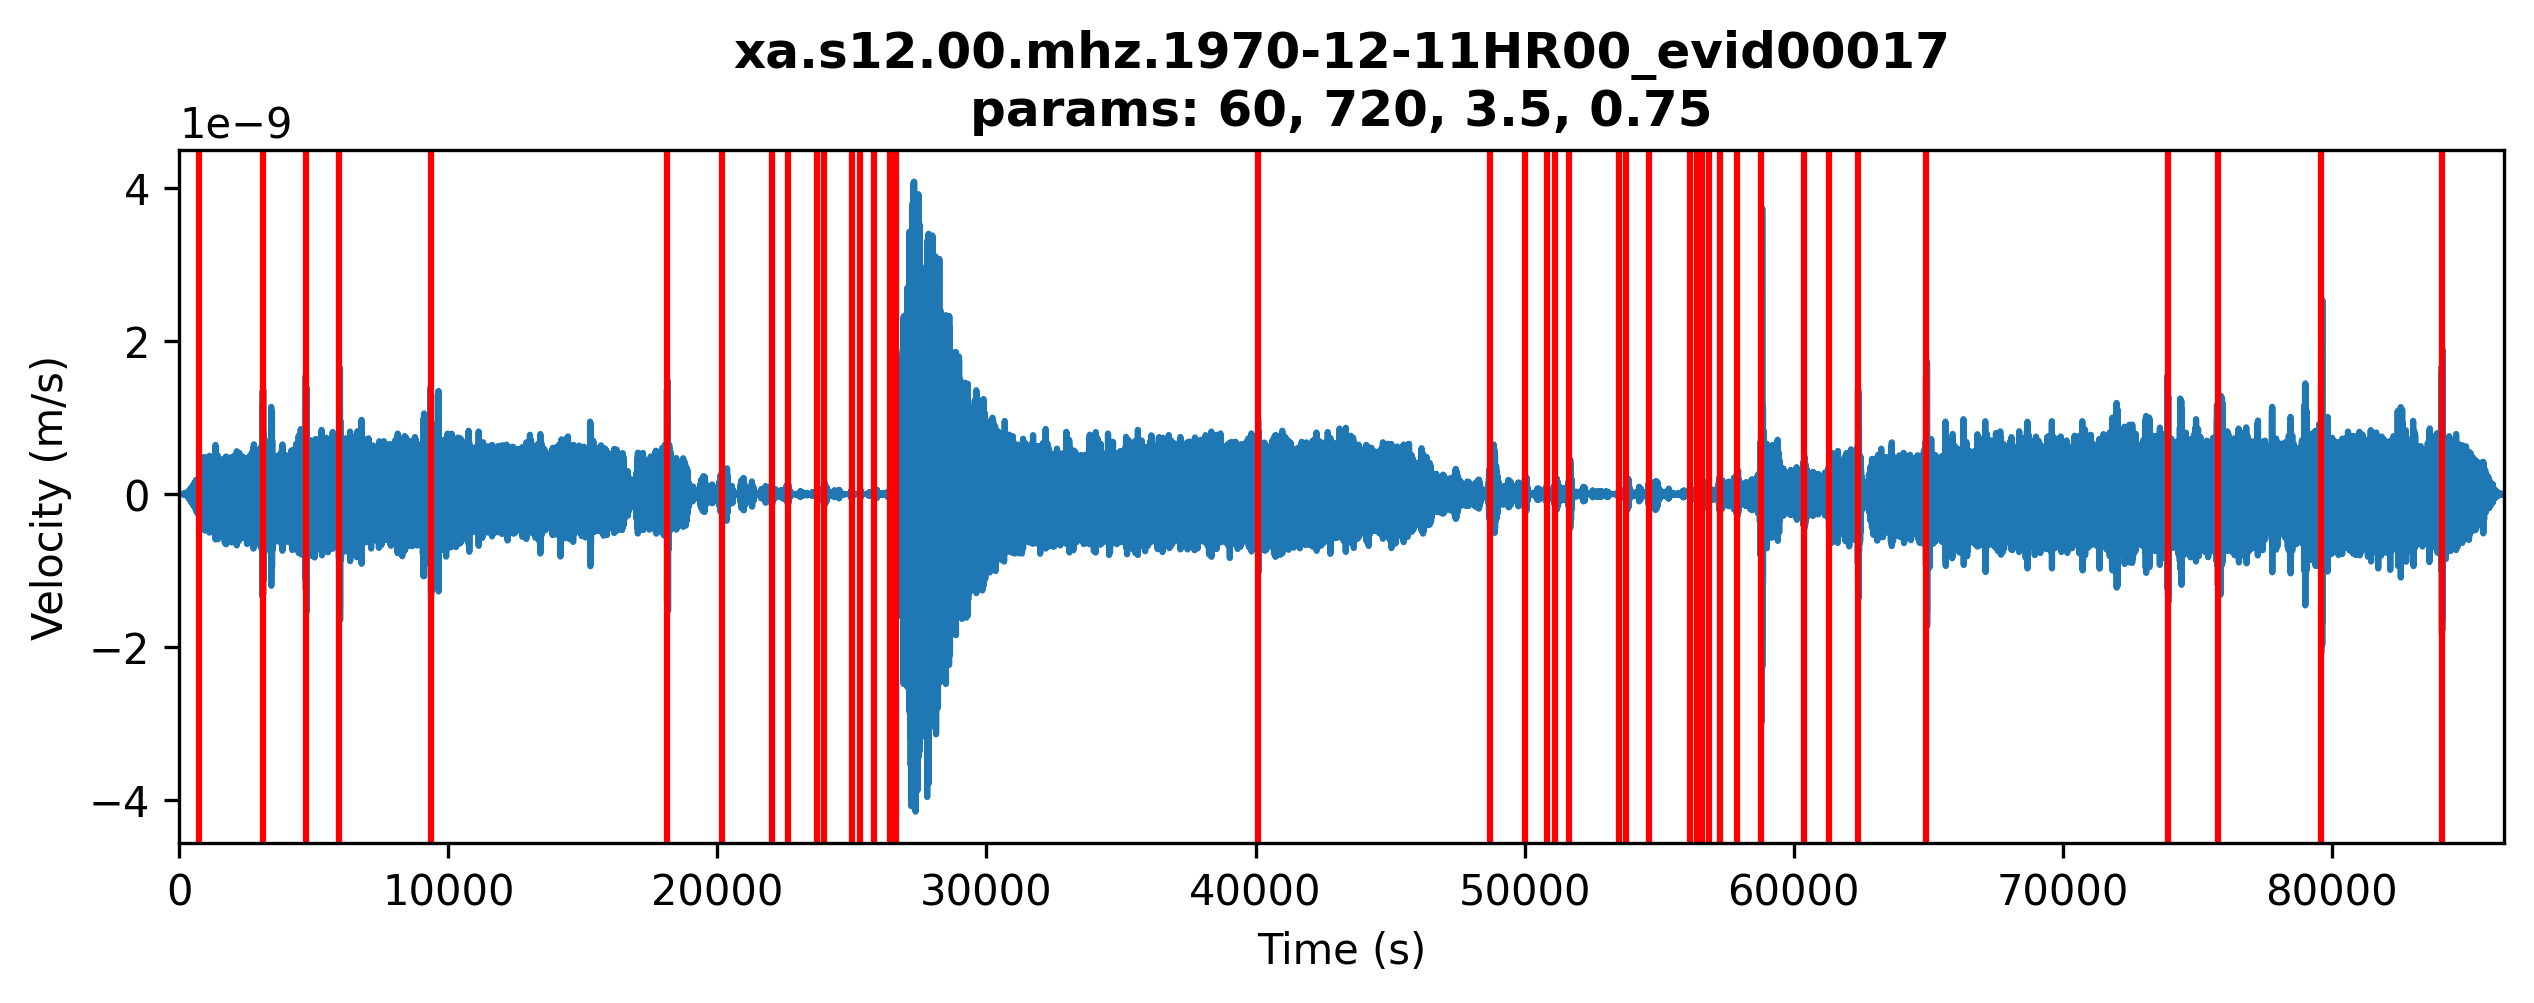 xa.s12.00.mhz.1970-12-11HR00_evid00017
params: 60, 720, 3.5, 0.75
1e−9
4
2
0
−2
−4
Velocity (m/s)
0 10000 20000 30000 40000 50000 60000 70000 80000
Time (s)